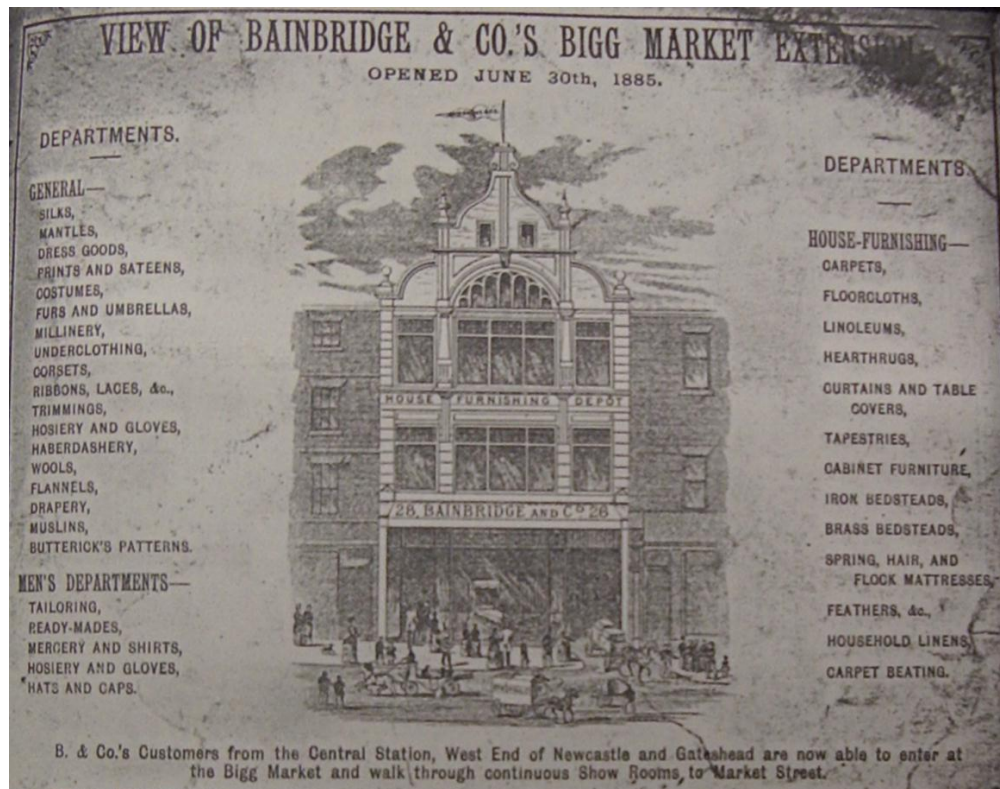 VIEW OF BAINBRIDGE & CO.'S BIGG MARKET EXTENSION
OPENED JUNE 30th, 1885.
DEPARTMENTS.
GENERAL—
SILKS,
MANTLES,
DRESS GOODS,
PRINTS AND SATEENS,
COSTUMES,
FURS AND UMBRELLAS,
MILLINERY,
UNDERCLOTHING,
CORSETS,
RIBBONS, LACES, &c.,
TRIMMINGS,
HOSIERY AND GLOVES,
HABERDASHERY,
WOOLS,
FLANNELS,
DRAPERY,
MUSLINS,
BUTTERICK'S PATTERNS.
MEN'S DEPARTMENTS—
TAILORING,
READY-MADES,
MERCERY AND SHIRTS,
HOSIERY AND GLOVES,
HATS AND CAPS.
HOUSE FURNISHING DEPÔT
28, BAINBRIDGE AND Co 26
DEPARTMENTS.
HOUSE-FURNISHING—
CARPETS,
FLOORCLOTHS,
LINOLEUMS,
HEARTHRUGS,
CURTAINS AND TABLE
COVERS,
TAPESTRIES,
CABINET FURNITURE,
IRON BEDSTEADS,
BRASS BEDSTEADS,
SPRING, HAIR, AND
FLOCK MATTRESSES,
FEATHERS, &c.,
HOUSEHOLD LINENS,
CARPET BEATING.
B. & Co.'s Customers from the Central Station, West End of Newcastle and Gateshead are now able to enter at
the Bigg Market and walk through continuous Show Rooms, to Market Street.